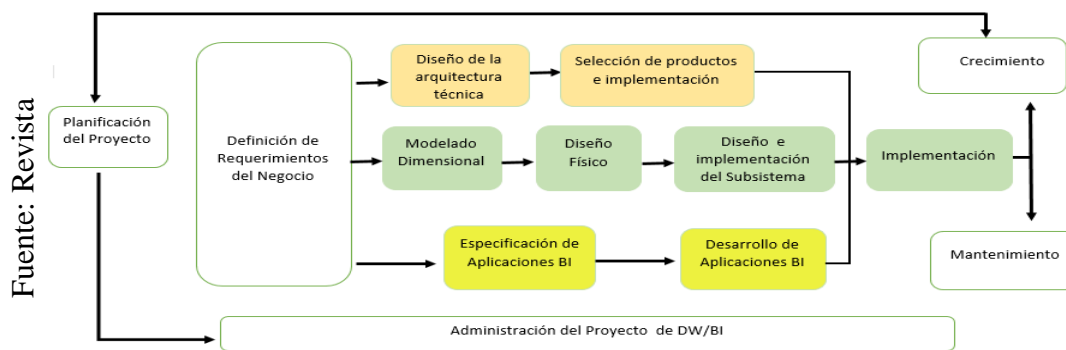 Fuente: Revista
Planificación
del Proyecto
Definición de
Requerimientos
del Negocio
Diseño de la
arquitectura
técnica
Selección de productos
e implementación
Modelado
Dimensional
Diseño
Físico
Diseño e
implementación
del Subsistema
Implementación
Especificación de
Aplicaciones BI
Desarrollo de
Aplicaciones BI
Crecimiento
Mantenimiento
Administración del Proyecto de DW/BI